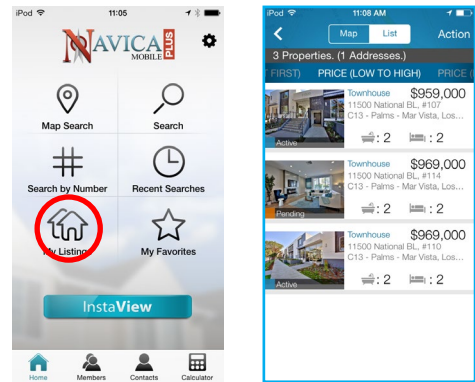 iPod 11:05
NAVICA
MOBILE PLUS
Map Search
Search
Search by Number
Recent Searches
My Listings
My Favorites
InstaView
Home
Members
Contacts
Calculator
iPod 11:08 AM
Map
List
Action
3 Properties. (1 Addresses.)
FIRST) PRICE (LOW TO HIGH) PRICE (
Townhouse $959,000
11500 National BL, #107
C13 - Palms - Mar Vista, Los...
: 2 : 2
Active
Townhouse $969,000
11500 National BL, #114
C13 - Palms - Mar Vista, Los...
: 2 : 2
Pending
Townhouse $969,000
11500 National BL, #110
C13 - Palms - Mar Vista, Los...
: 2 : 2
Active